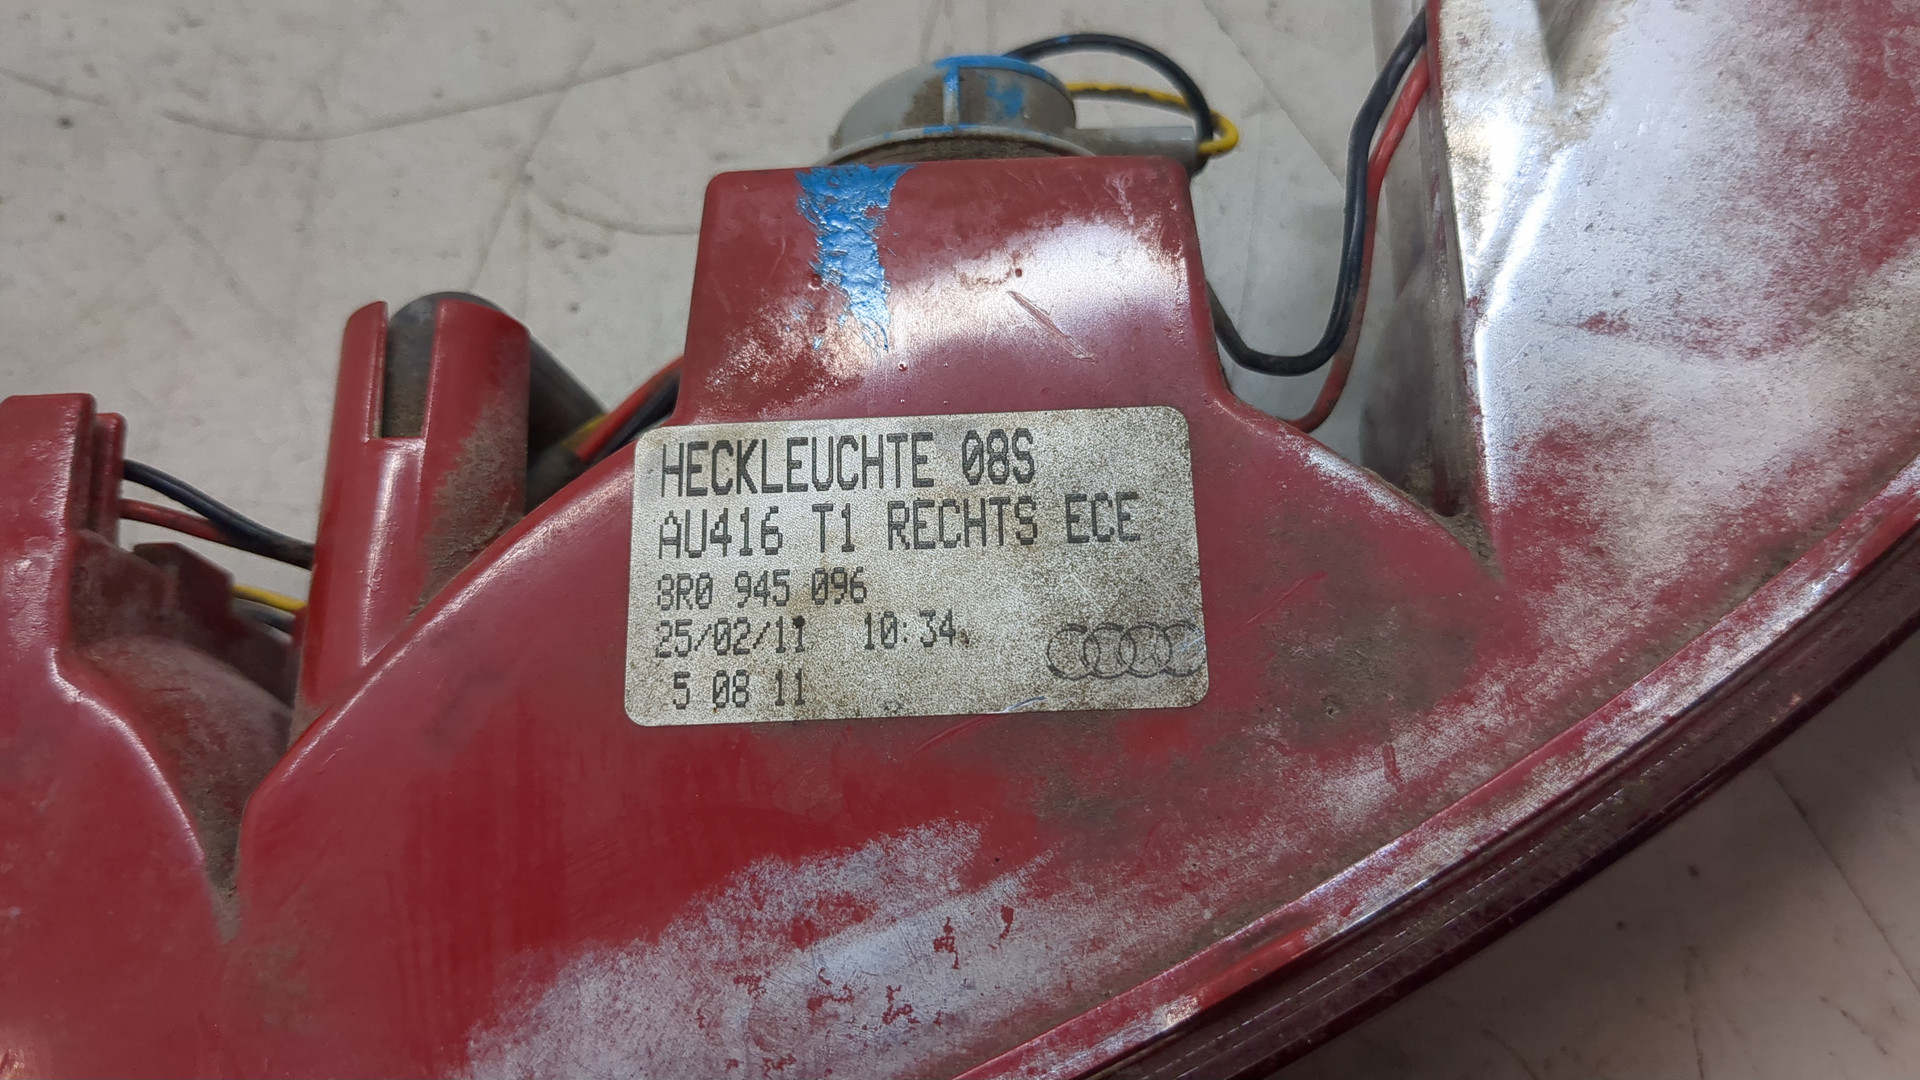 HECKLEUCHTE 08S
AU416 T1 RECHTS ECE
8R0 945 096
25/02/11 10:34
5 08 11